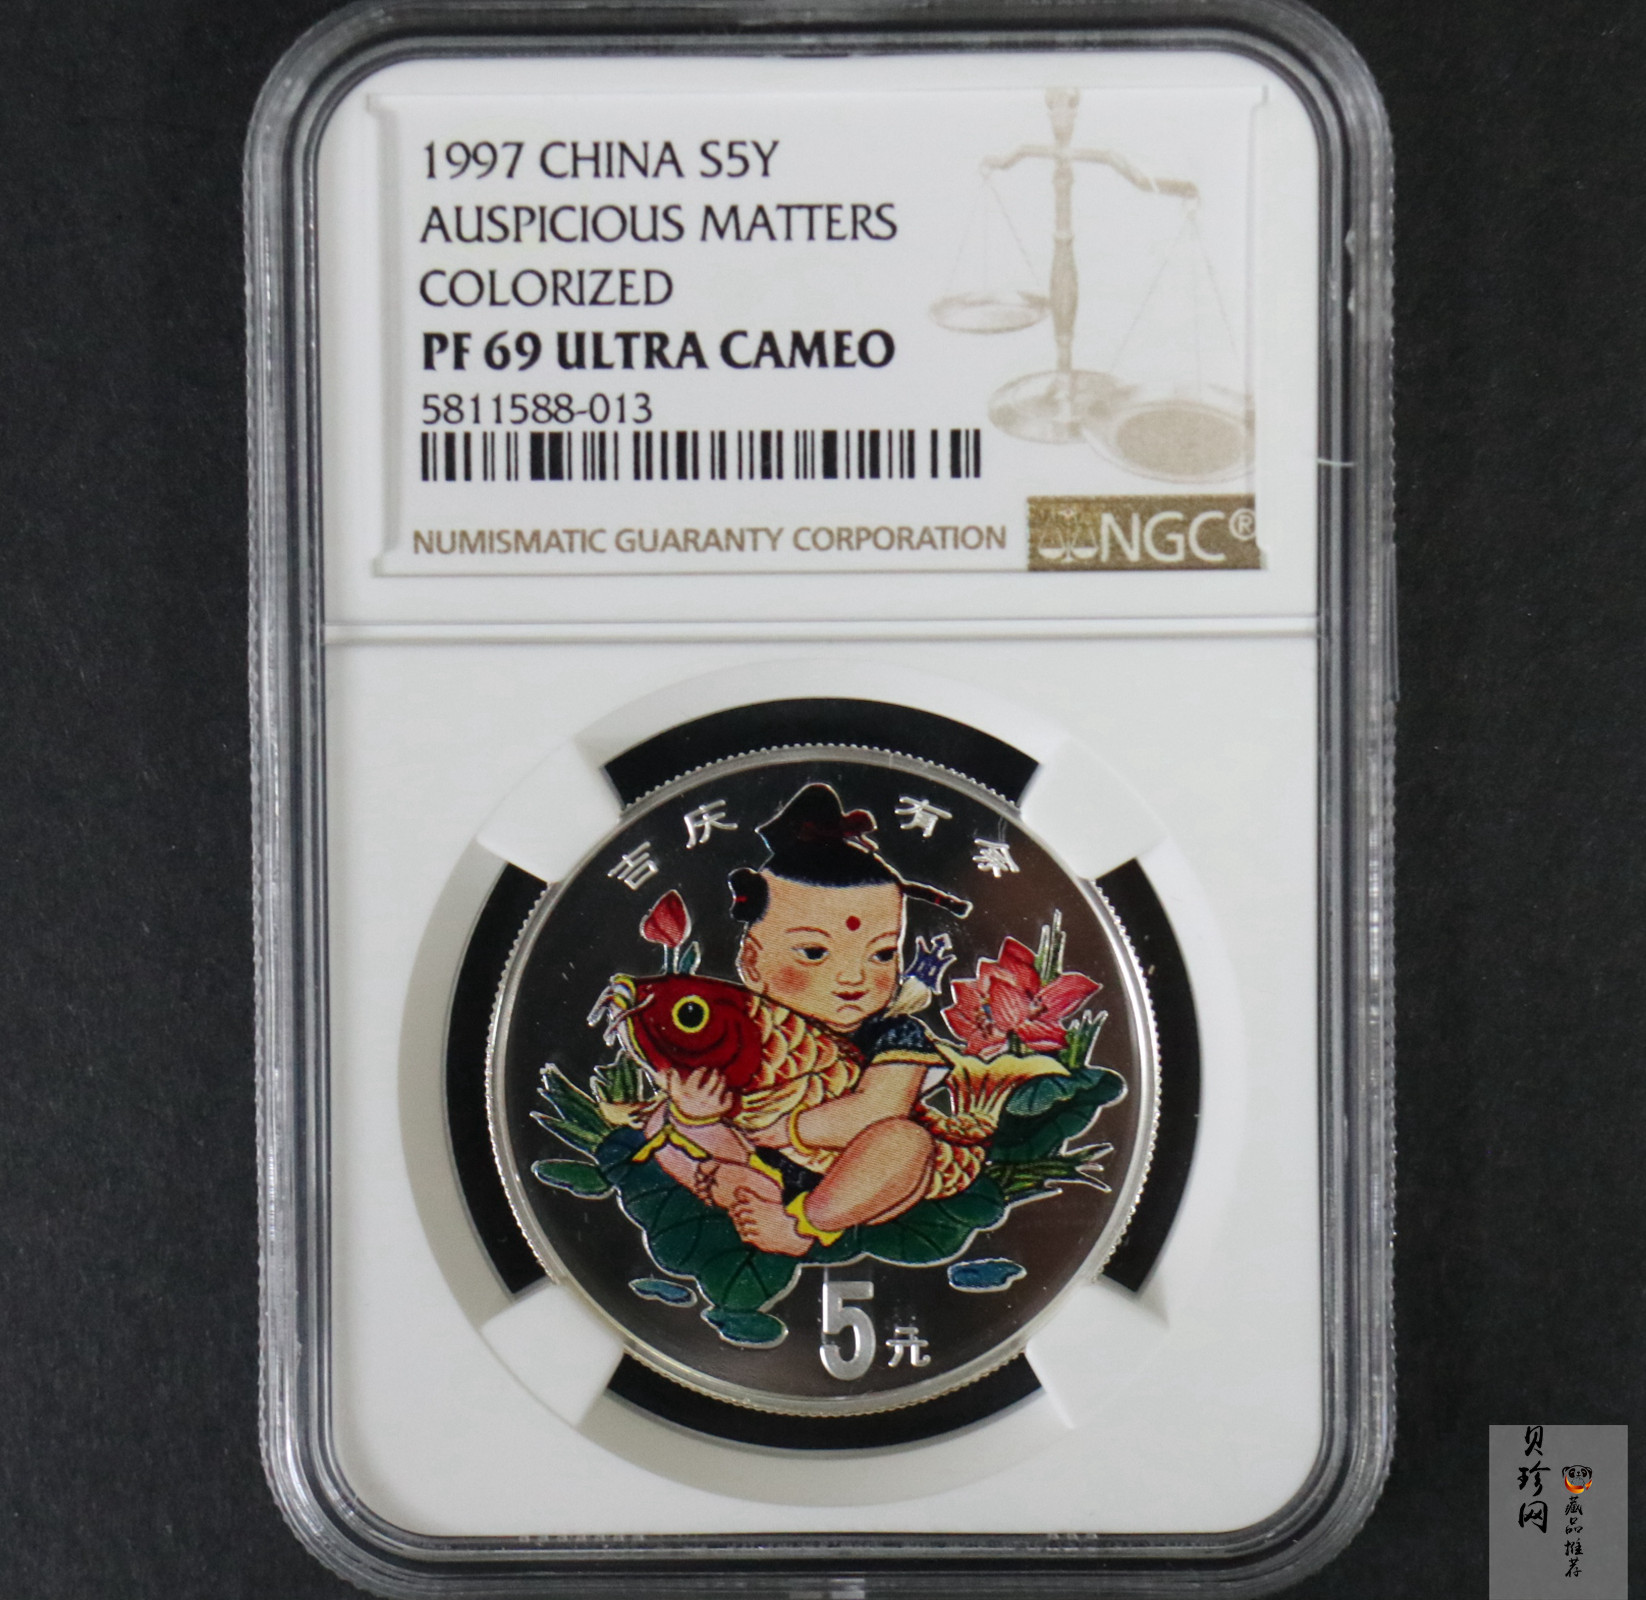 1997 CHINA S5Y
AUSPICIOUS MATTERS
COLORIZED
PF 69 ULTRA CAMEO
5811588-013
NUMISMATIC GUARANTY CORPORATION
NGC®
吉庆有余
5元
贝珍网
藏品推荐